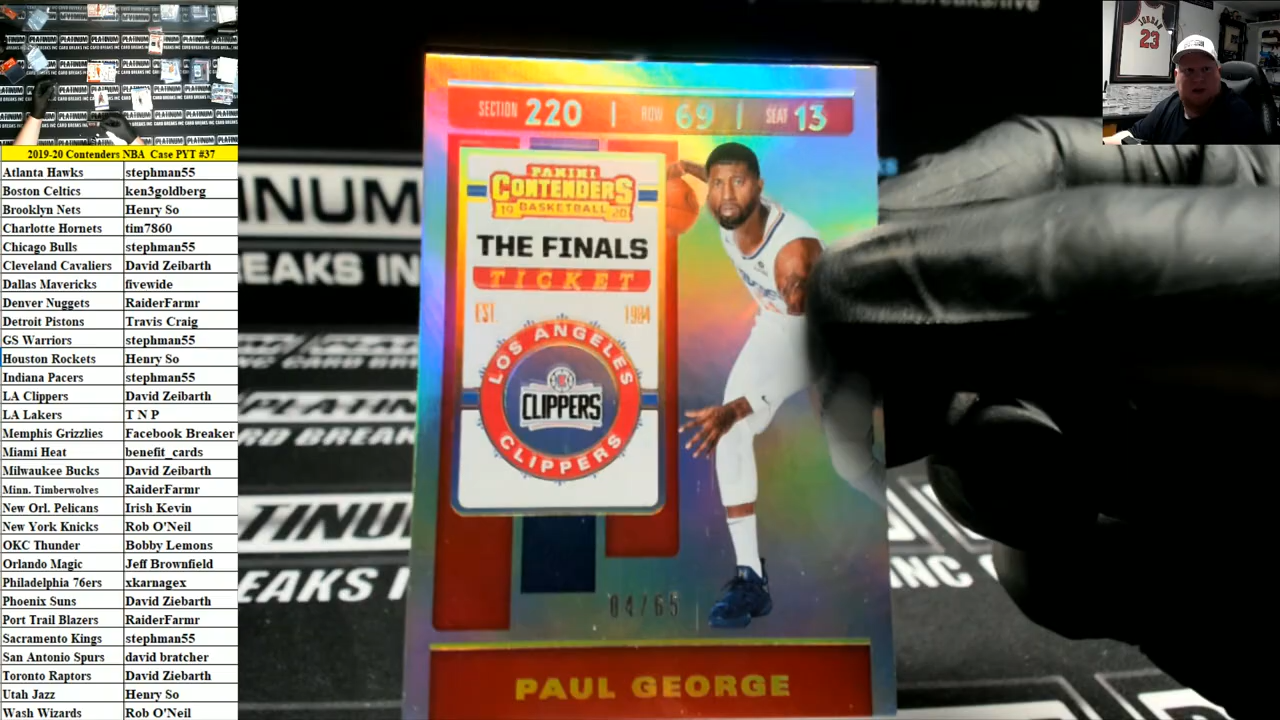 2019-20 Contenders NBA Case PYT #37
Atlanta Hawks stephman55
Boston Celtics ken3goldberg
Brooklyn Nets Henry So
Charlotte Hornets tim7860
Chicago Bulls stephman55
Cleveland Cavaliers David Zeibarth
Dallas Mavericks fivewide
Denver Nuggets RaiderFarmr
Detroit Pistons Travis Craig
GS Warriors stephman55
Houston Rockets Henry So
Indiana Pacers stephman55
LA Clippers David Zeibarth
LA Lakers T N P
Memphis Grizzlies Facebook Breaker
Miami Heat benefit_cards
Milwaukee Bucks David Zeibarth
Minn. Timberwolves RaiderFarmr
New Orl. Pelicans Irish Kevin
New York Knicks Rob O'Neil
OKC Thunder Bobby Lemons
Orlando Magic Jeff Brownfield
Philadelphia 76ers xkarnagex
Phoenix Suns David Ziebarth
Port Trail Blazers RaiderFarmr
Sacramento Kings stephman55
San Antonio Spurs david bratcher
Toronto Raptors David Ziebarth
Utah Jazz Henry So
Wash Wizards Rob O'Neil
SECTION 220 | ROW 69 | SEAT 13
PANINI
CONTENDERS
19 BASKETBALL 20
THE FINALS
TICKET
EST. 1984
LOS ANGELES
CLIPPERS
CLIPPERS
04/65
PAUL GEORGE
JORDAN
23